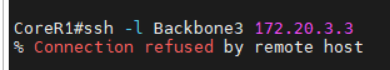 CoreR1#ssh -l Backbone3 172.20.3.3
% Connection refused by remote host